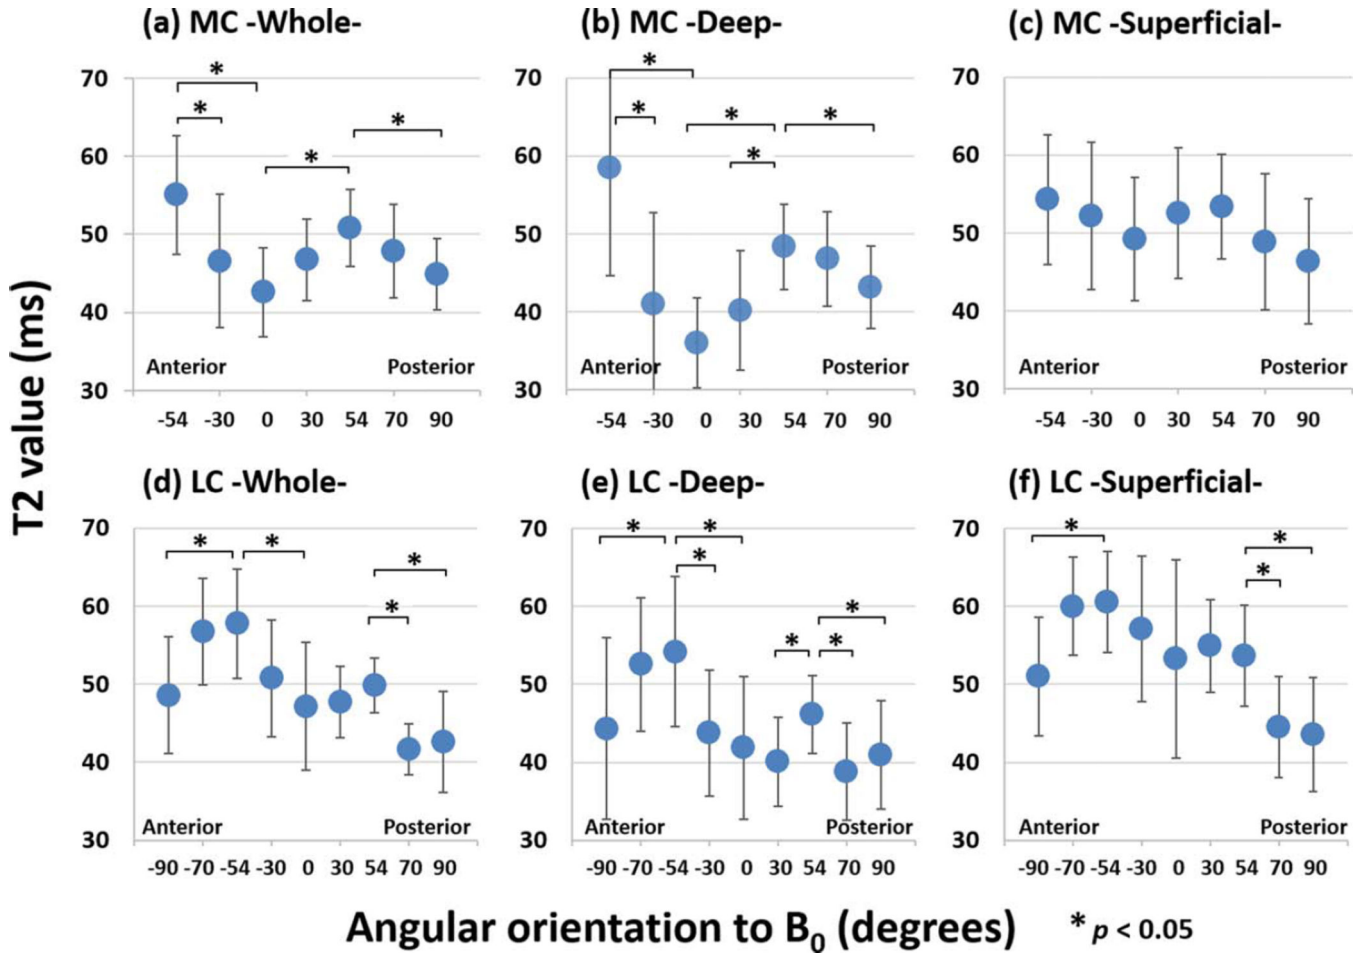 (a) MC -Whole-
(b) MC -Deep-
(c) MC -Superficial-
T2 value (ms)
70
60
50
40
30
* * * *
Anterior Posterior
-54 -30 0 30 54 70 90
70
60
50
40
30
* * * * *
Anterior Posterior
-54 -30 0 30 54 70 90
70
60
50
40
30
-54 -30 0 30 54 70 90
(d) LC -Whole-
(e) LC -Deep-
(f) LC -Superficial-
70
60
50
40
30
* * * *
Anterior Posterior
-90 -70 -54 -30 0 30 54 70 90
70
60
50
40
30
* * * * * *
Anterior Posterior
-90 -70 -54 -30 0 30 54 70 90
70
60
50
40
30
* * *
Anterior Posterior
-90 -70 -54 -30 0 30 54 70 90
Angular orientation to B0 (degrees)
* p < 0.05